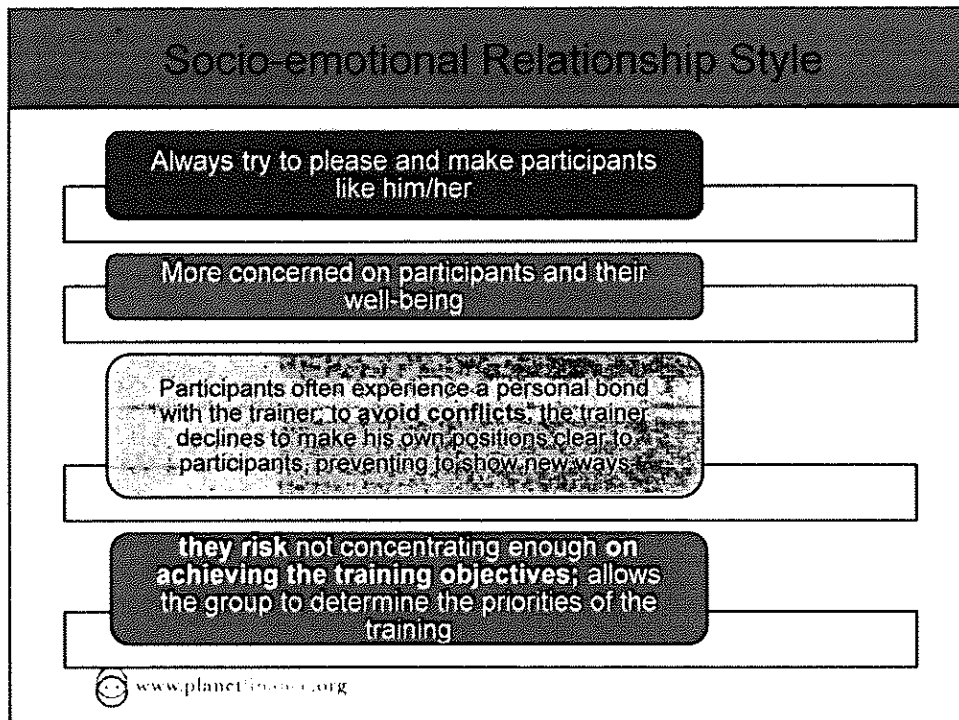 Socio-emotional Relationship Style
Always try to please and make participants
like him/her
More concerned on participants and their
well-being
Participants often experience a personal bond
with the trainer; to avoid conflicts, the trainer
declines to make his own positions clear to
participants, preventing to show new ways
they risk not concentrating enough on
achieving the training objectives; allows
the group to determine the priorities of the
training